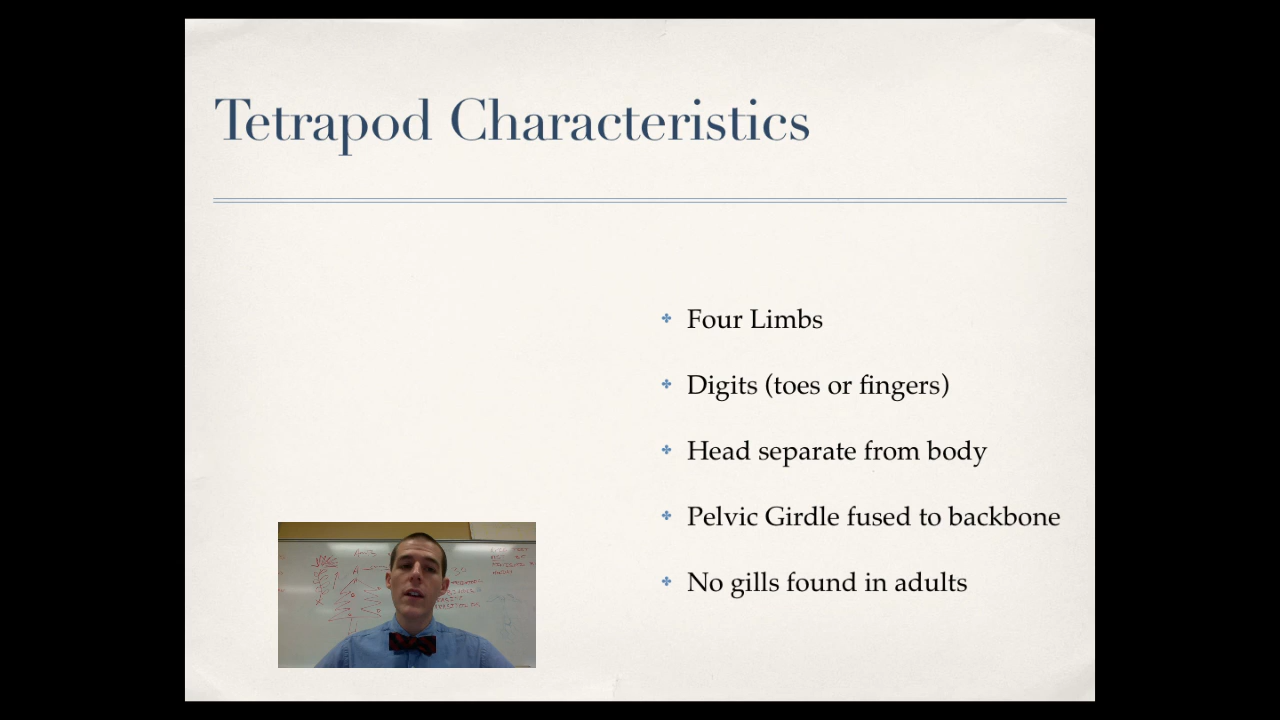 Tetrapod Characteristics
Four Limbs
Digits (toes or fingers)
Head separate from body
Pelvic Girdle fused to backbone
No gills found in adults